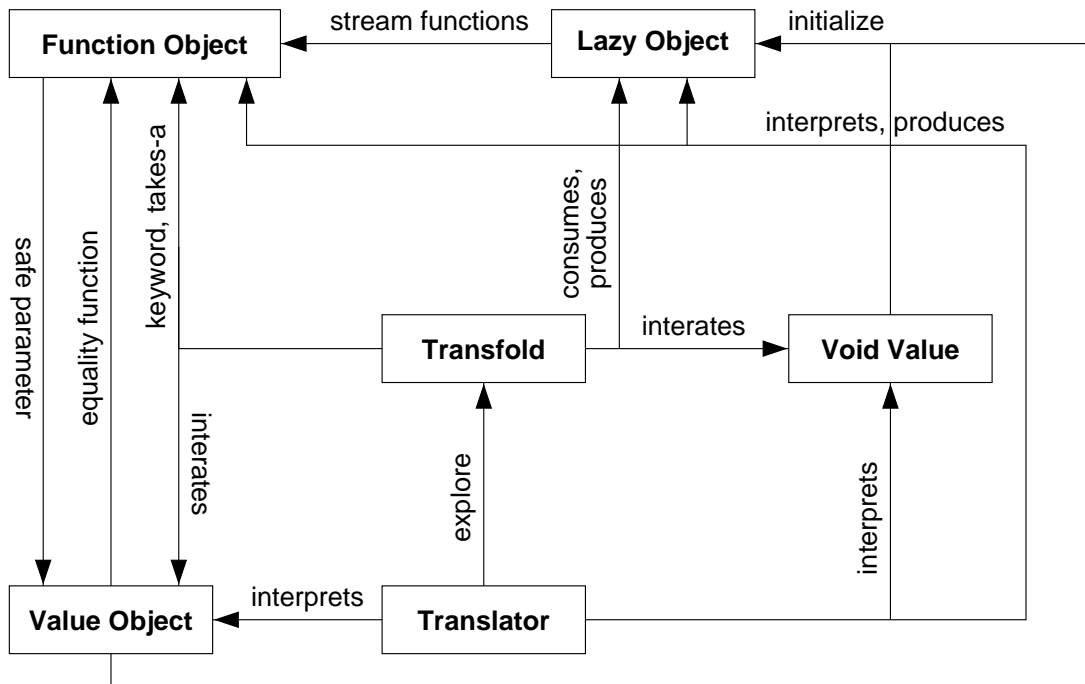 Function Object
stream functions
Lazy Object
initialize
interprets, produces
keyword, takes-a
consumes,
produces
safe parameter
equality function
Transfold
interates
Void Value
interates
explore
interprets
Value Object
interprets
Translator